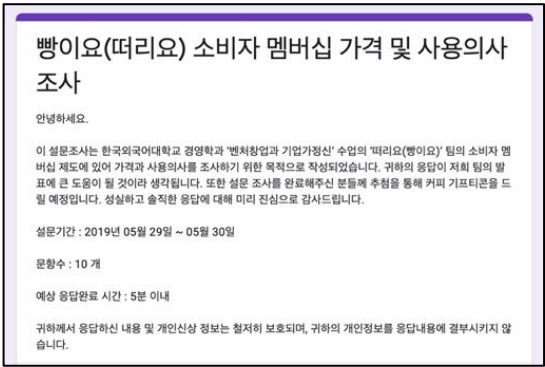 빵이요(떠리요) 소비자 멤버십 가격 및 사용의사
조사
안녕하세요.
이 설문조사는 한국외국어대학교 경영학과 '벤처창업과 기업가정신' 수업의 '떠리요(빵이요)' 팀의 소비자 멤
버십 제도에 있어 가격과 사용의사를 조사하기 위한 목적으로 작성되었습니다. 귀하의 응답이 저희 팀의 발
표에 큰 도움이 될 것이라 생각됩니다. 또한 설문 조사를 완료해주신 분들께 추첨을 통해 커피 기프티콘을 드
릴 예정입니다. 성실하고 솔직한 응답에 대해 미리 진심으로 감사드립니다.
설문기간 : 2019년 05월 29일 ~ 05월 30일
문항수 : 10 개
예상 응답완료 시간 : 5분 이내
귀하께서 응답하신 내용 및 개인신상 정보는 철저히 보호되며, 귀하의 개인정보를 응답내용에 결부시키지 않
습니다.